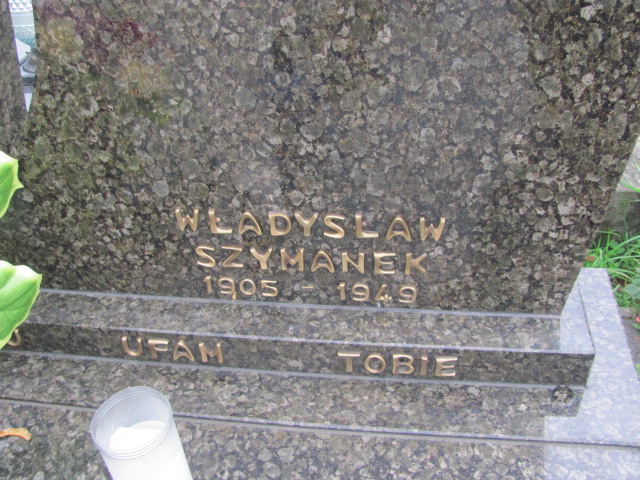 WŁADYSŁAW
SZYMANEK
1905 - 1949
UFAM TOBIE